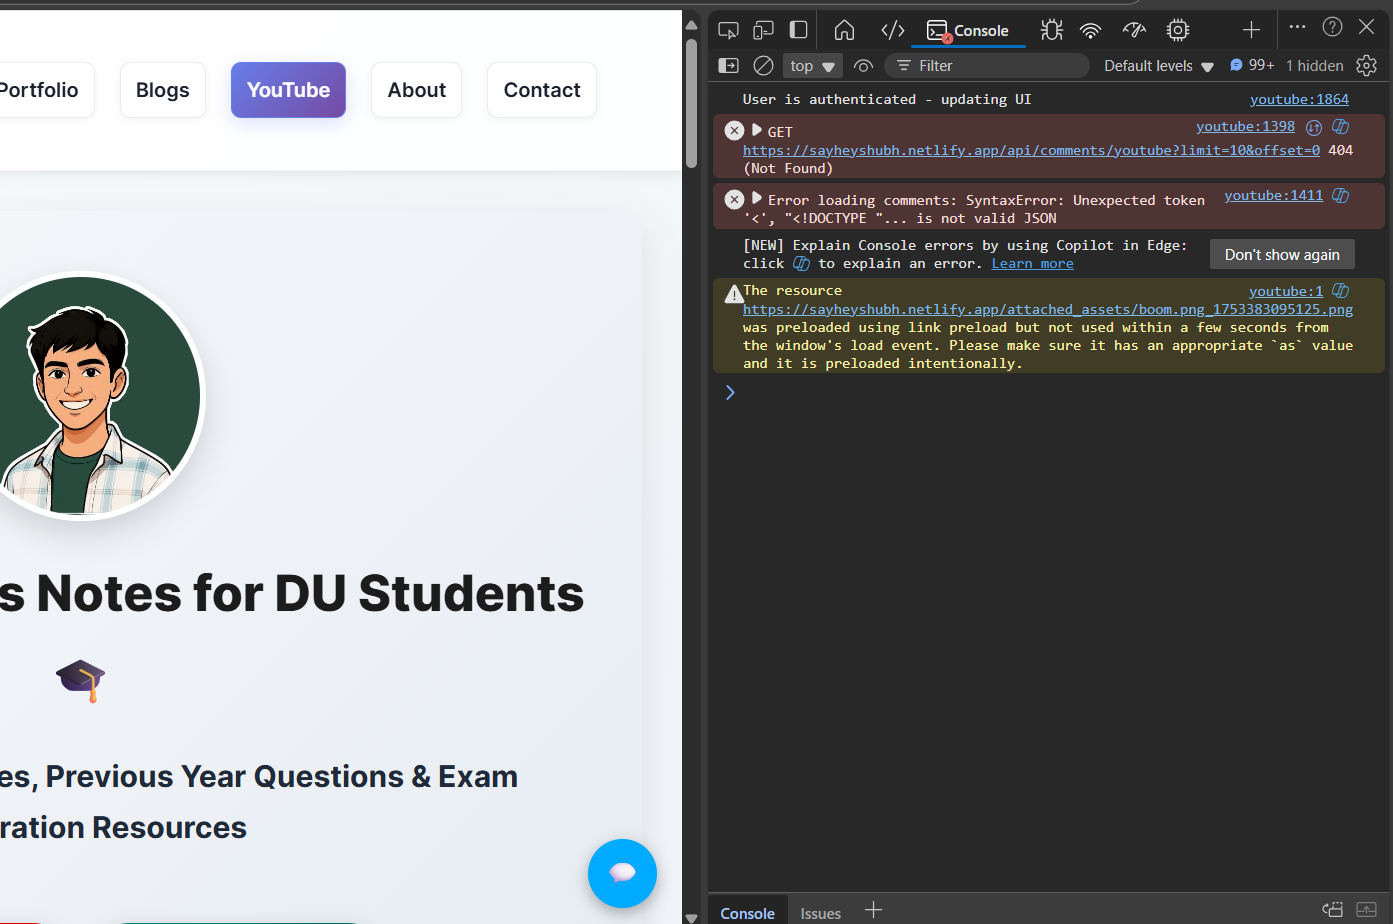 Portfolio
Blogs
YouTube
About
Contact
s Notes for DU Students
es, Previous Year Questions & Exam
ration Resources
Console
top
Filter
Default levels
99+
1 hidden
User is authenticated - updating UI
youtube:1864
GET
youtube:1398
https://sayheyshubh.netlify.app/api/comments/youtube?limit=10&offset=0 404
(Not Found)
Error loading comments: SyntaxError: Unexpected token
youtube:1411
'<', "<!DOCTYPE "... is not valid JSON
[NEW] Explain Console errors by using Copilot in Edge:
click to explain an error. Learn more
Don't show again
The resource
youtube:1
https://sayheyshubh.netlify.app/attached_assets/boom.png_1753383095125.png
was preloaded using link preload but not used within a few seconds from
the window's load event. Please make sure it has an appropriate `as` value
and it is preloaded intentionally.
Console
Issues